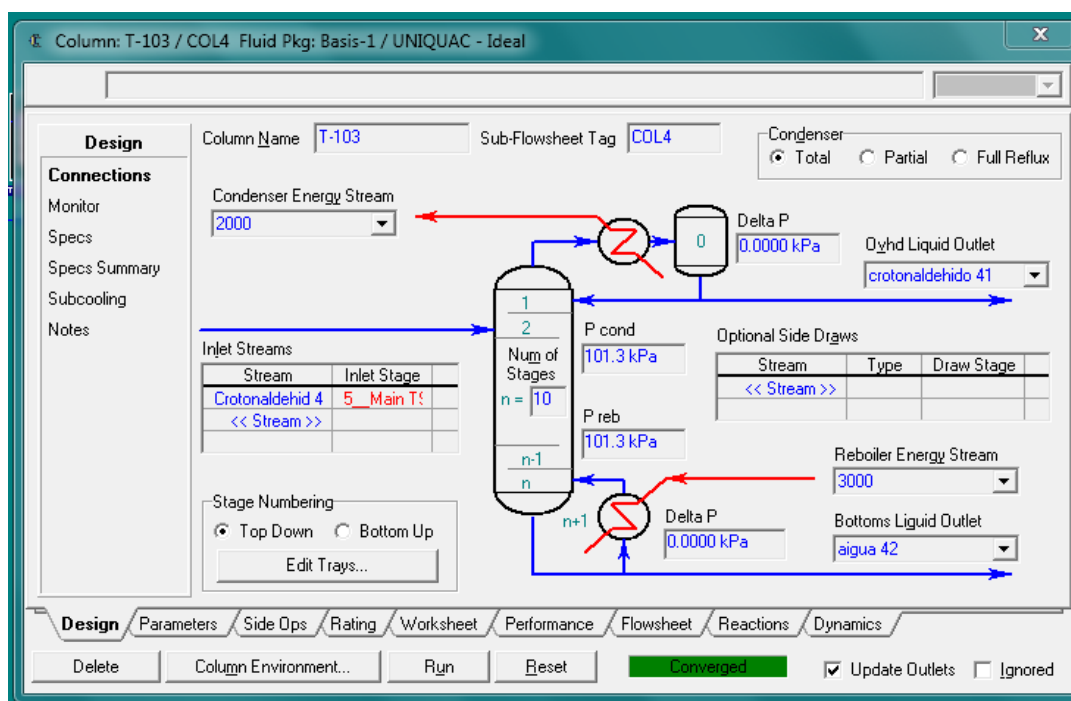 Column: T-103 / COL4 Fluid Pkg: Basis-1 / UNIQUAC - Ideal
X
Design
Connections
Monitor
Specs
Specs Summary
Subcooling
Notes
Column Name T-103
Sub-Flowsheet Tag COL4
Condenser
Total Partial Full Reflux
Condenser Energy Stream
2000
0
Delta P
0.0000 kPa
Ovhd Liquid Outlet
crotonaldehido 41
1
2
Num of
Stages
n = 10
n-1
n
P cond
101.3 kPa
P reb
101.3 kPa
Inlet Streams
Stream Inlet Stage
Crotonaldehid 4 5__Main TS
<< Stream >>
Optional Side Draws
Stream Type Draw Stage
<< Stream >>
Stage Numbering
Top Down Bottom Up
Edit Trays...
n+1
Delta P
0.0000 kPa
Reboiler Energy Stream
3000
Bottoms Liquid Outlet
aigua 42
Design Parameters Side Ops Rating Worksheet Performance Flowsheet Reactions Dynamics
Delete Column Environment... Run Reset Converged Update Outlets Ignored